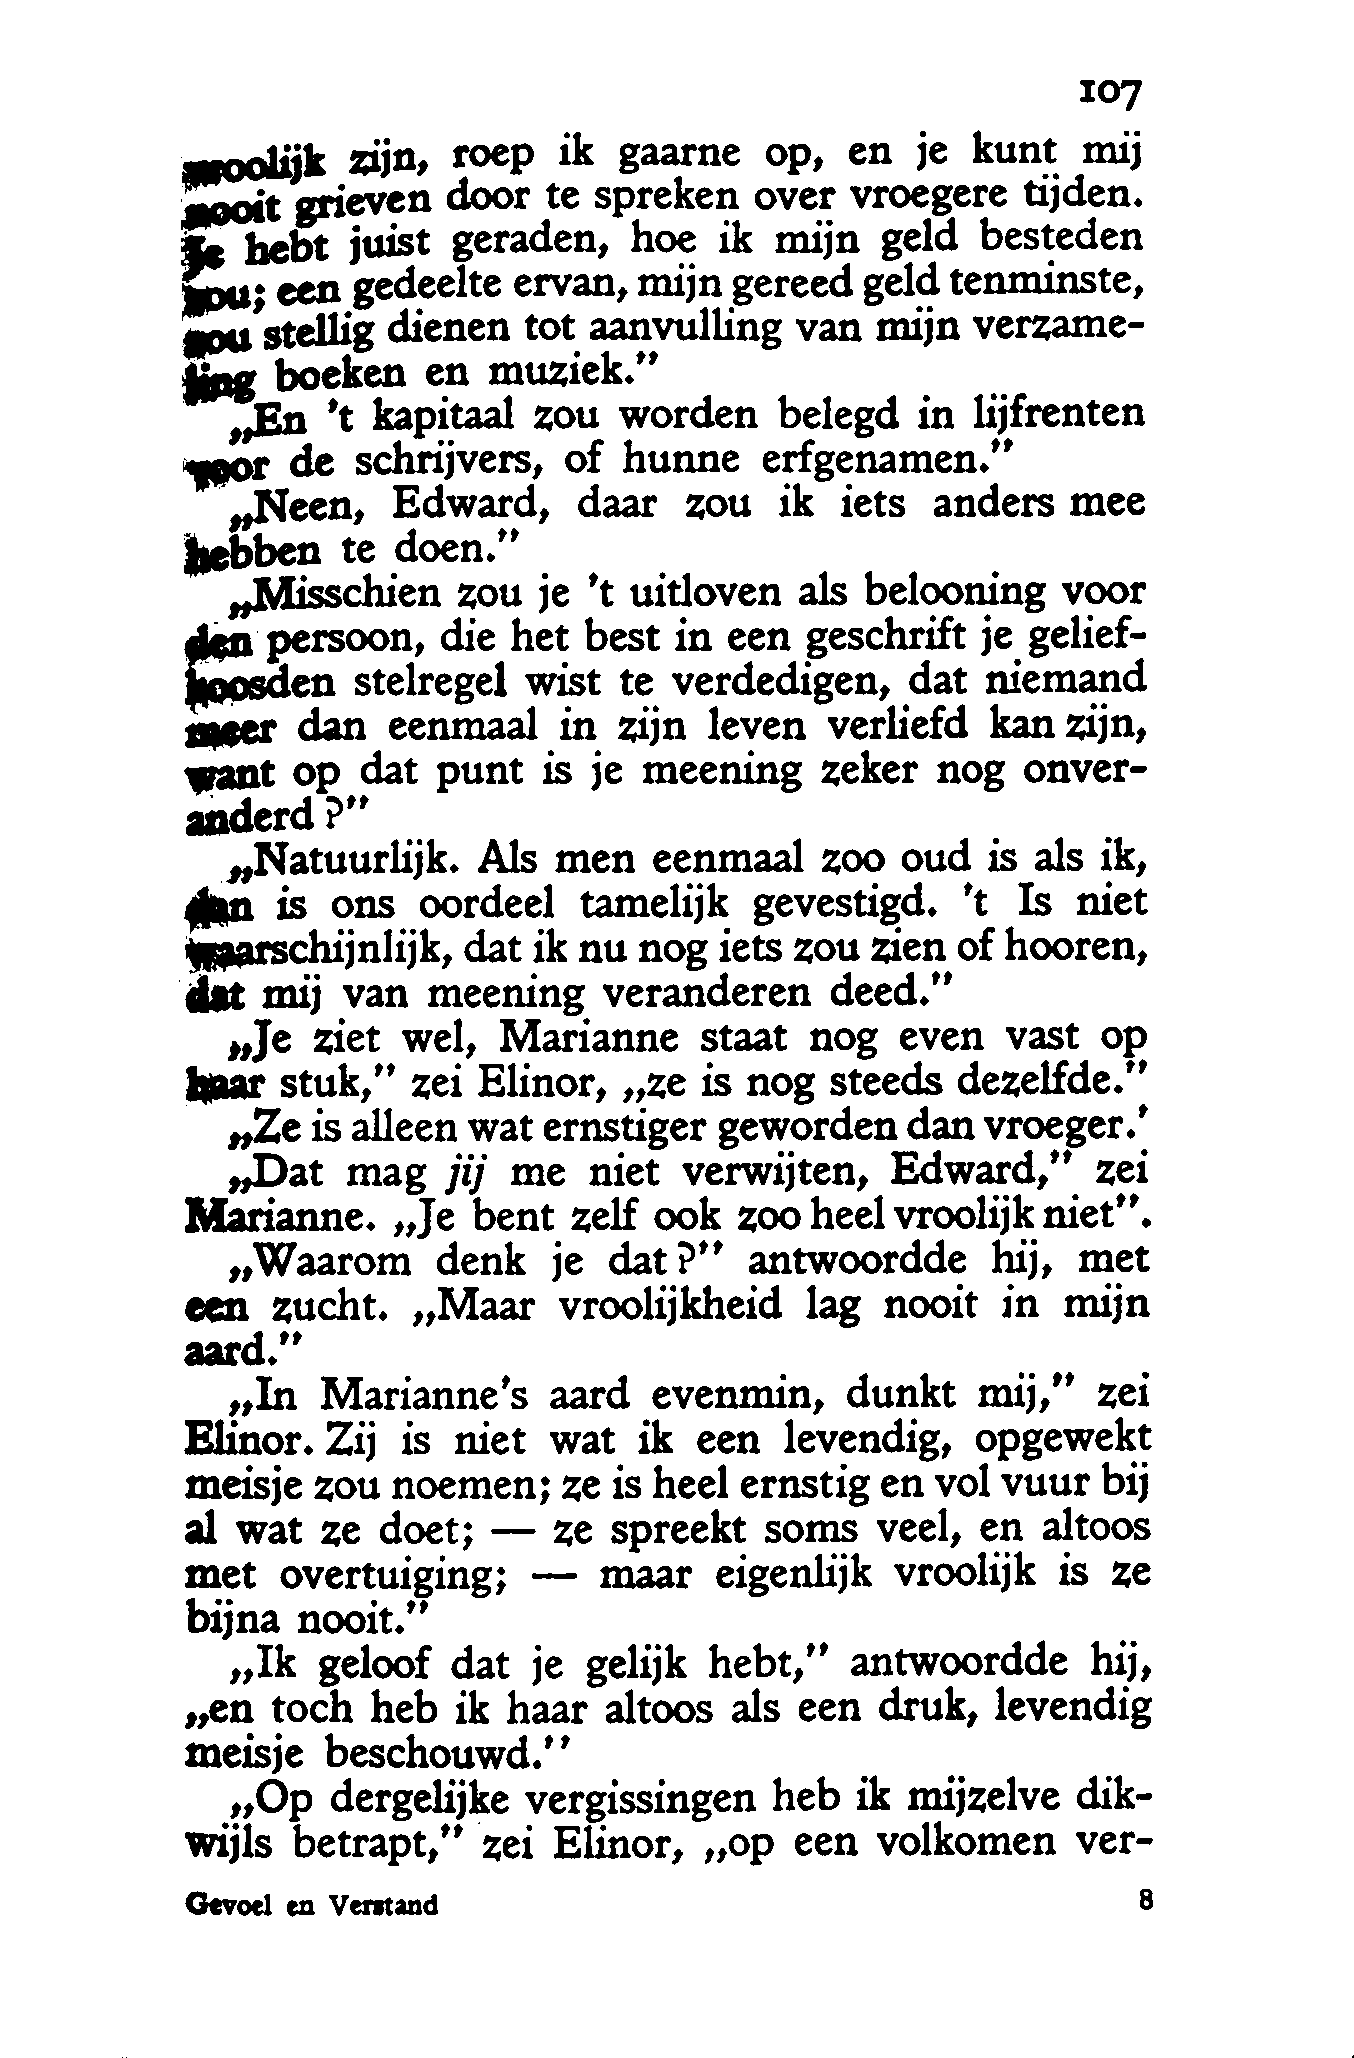 107
vroolijk zijn, roep ik gaarne op, en je kunt mij
nooit grieven door te spreken over vroegere tijden.
Je hebt juist geraden, hoe ik mijn geld besteden
zou; een gedeelte ervan, mijn gereed geld tenminste,
zou stellig dienen tot aanvulling van mijn verzame-
ling boeken en muziek.”
„En ’t kapitaal zou worden belegd in lijfrenten
voor de schrijvers, of hunne erfgenamen.”
„Neen, Edward, daar zou ik iets anders mee
hebben te doen.”
„Misschien zou je ’t uitloven als belooning voor
den persoon, die het best in een geschrift je gelief-
koosden stelregel wist te verdedigen, dat niemand
meer dan eenmaal in zijn leven verliefd kan zijn,
want op dat punt is je meening zeker nog onver-
anderd?”
„Natuurlijk. Als men eenmaal zoo oud is als ik,
dan is ons oordeel tamelijk gevestigd. ’t Is niet
waarschijnlijk, dat ik nu nog iets zou zien of hooren,
dat mij van meening veranderen deed.”
„Je ziet wel, Marianne staat nog even vast op
haar stuk,” zei Elinor, „ze is nog steeds dezelfde.”
„Ze is alleen wat ernstiger geworden dan vroeger.’
„Dat mag jij me niet verwijten, Edward,” zei
Marianne. „Je bent zelf ook zoo heel vroolijk niet”.
„Waarom denk je dat?” antwoordde hij, met
een zucht. „Maar vroolijkheid lag nooit in mijn
aard.”
„In Marianne’s aard evenmin, dunkt mij,” zei
Elinor. Zij is niet wat ik een levendig, opgewekt
meisje zou noemen; ze is heel ernstig en vol vuur bij
al wat ze doet; — ze spreekt soms veel, en altoos
met overtuiging; — maar eigenlijk vroolijk is ze
bijna nooit.”
„Ik geloof dat je gelijk hebt,” antwoordde hij,
„en toch heb ik haar altoos als een druk, levendig
meisje beschouwd.”
„Op dergelijke vergissingen heb ik mijzelve dik-
wijls betrapt,” zei Elinor, „op een volkomen ver-
Gevoel en Verstand 8